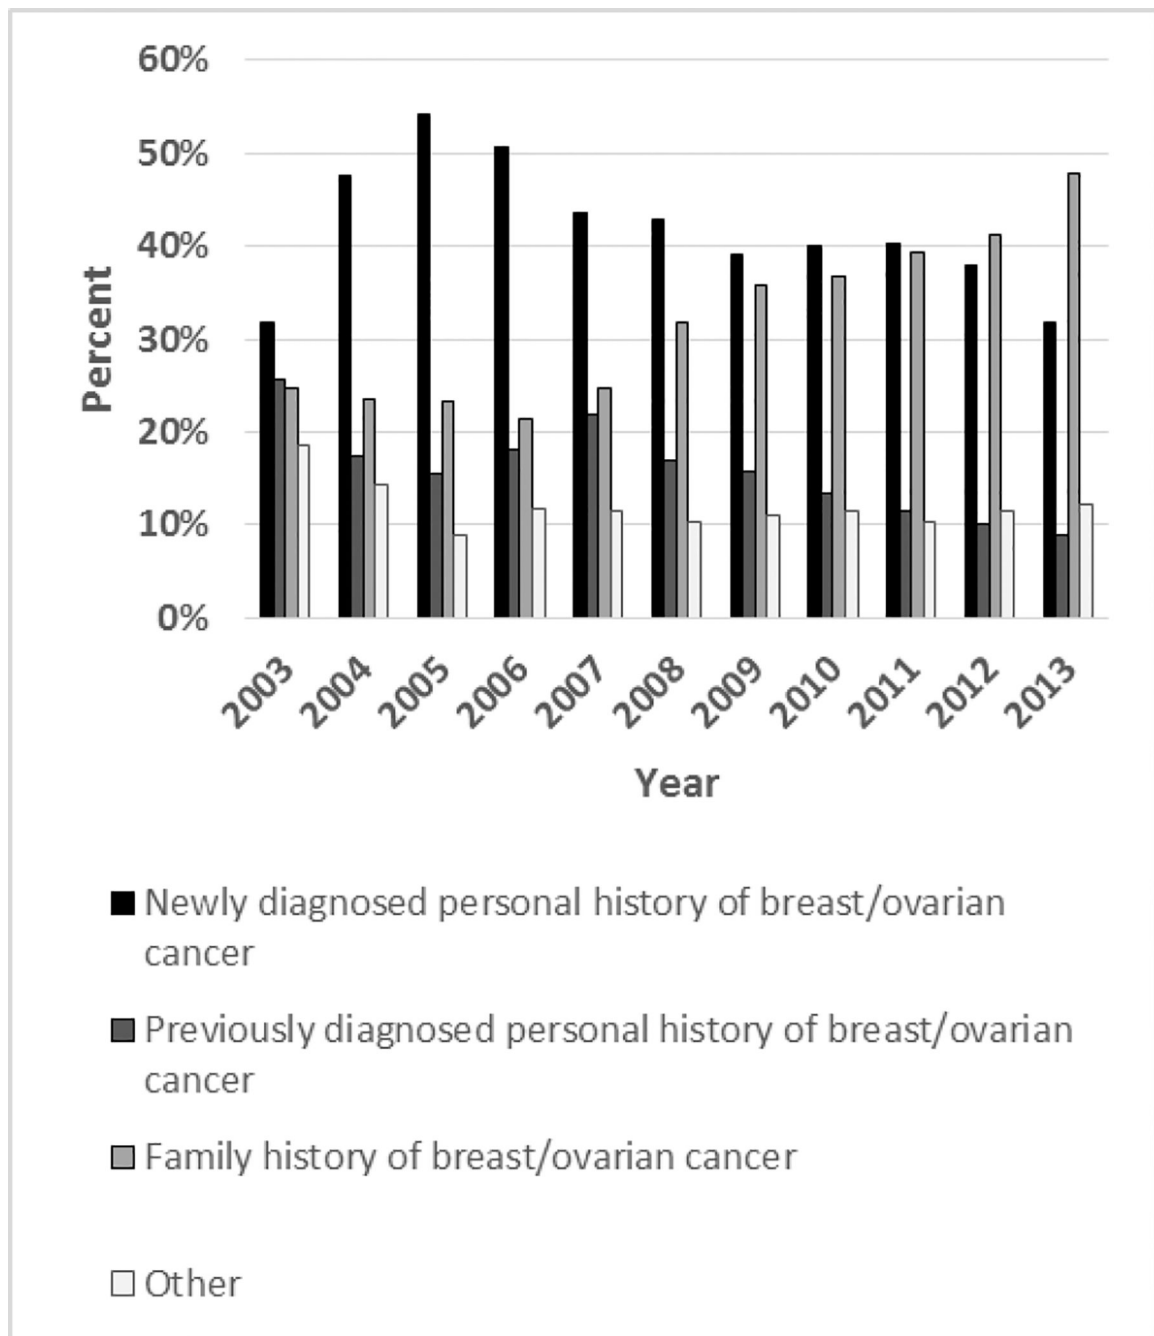 60%
50%
40%
30%
20%
10%
0%
Percent
2003
2004
2005
2006
2007
2008
2009
2010
2011
2012
2013
Year
Newly diagnosed personal history of breast/ovarian
cancer
Previously diagnosed personal history of breast/ovarian
cancer
Family history of breast/ovarian cancer
Other